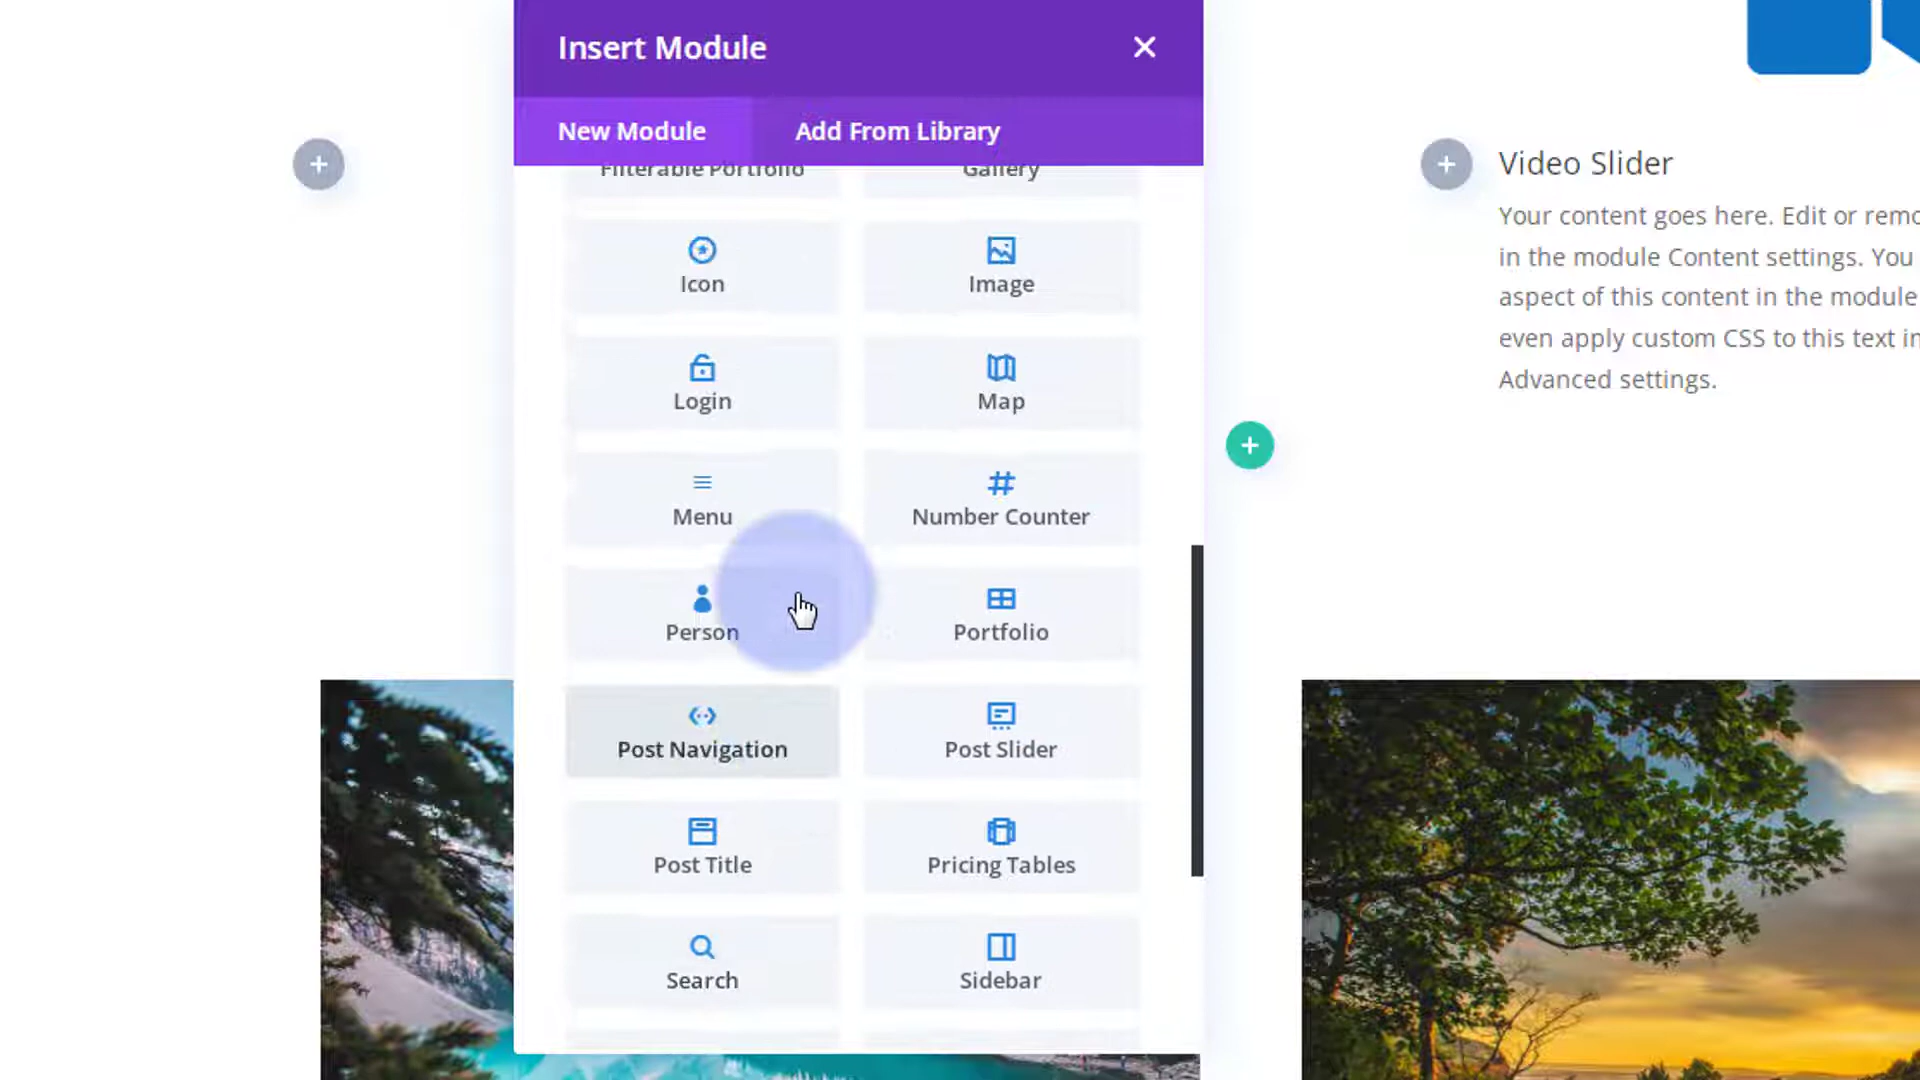 Insert Module
New Module
Add From Library
Filterable Portfolio
Gallery
Icon
Image
Login
Map
Menu
Number Counter
Person
Portfolio
Post Navigation
Post Slider
Post Title
Pricing Tables
Search
Sidebar
Video Slider
Your content goes here. Edit or remo
in the module Content settings. You
aspect of this content in the module
even apply custom CSS to this text in
Advanced settings.